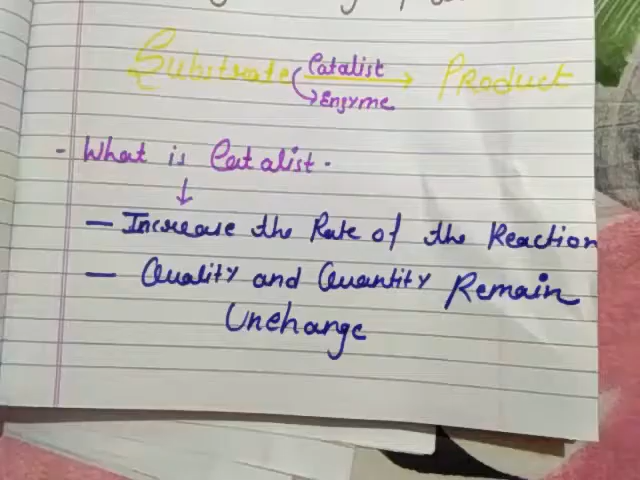 Substrate Catalist → Product
Enzyme
- What is Catalist.
↓
— Increase the Rate of the Reaction
— Quality and Quantity Remain
Unchange